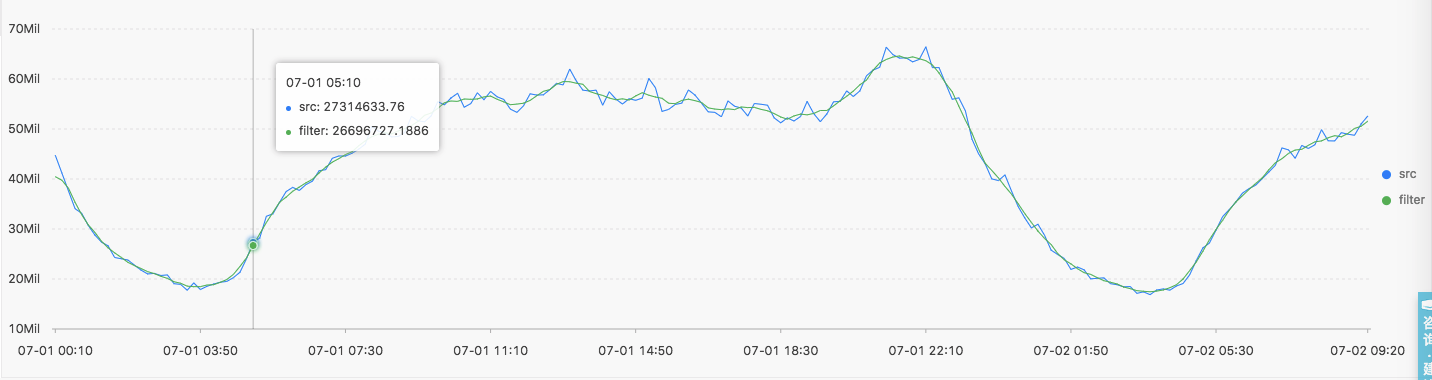 70Mil
60Mil
50Mil
40Mil
30Mil
20Mil
10Mil
07-01 05:10
src: 27314633.76
filter: 26696727.1886
src
filter
07-01 00:10
07-01 03:50
07-01 07:30
07-01 11:10
07-01 14:50
07-01 18:30
07-01 22:10
07-02 01:50
07-02 05:30
07-02 09:20
咨询·建